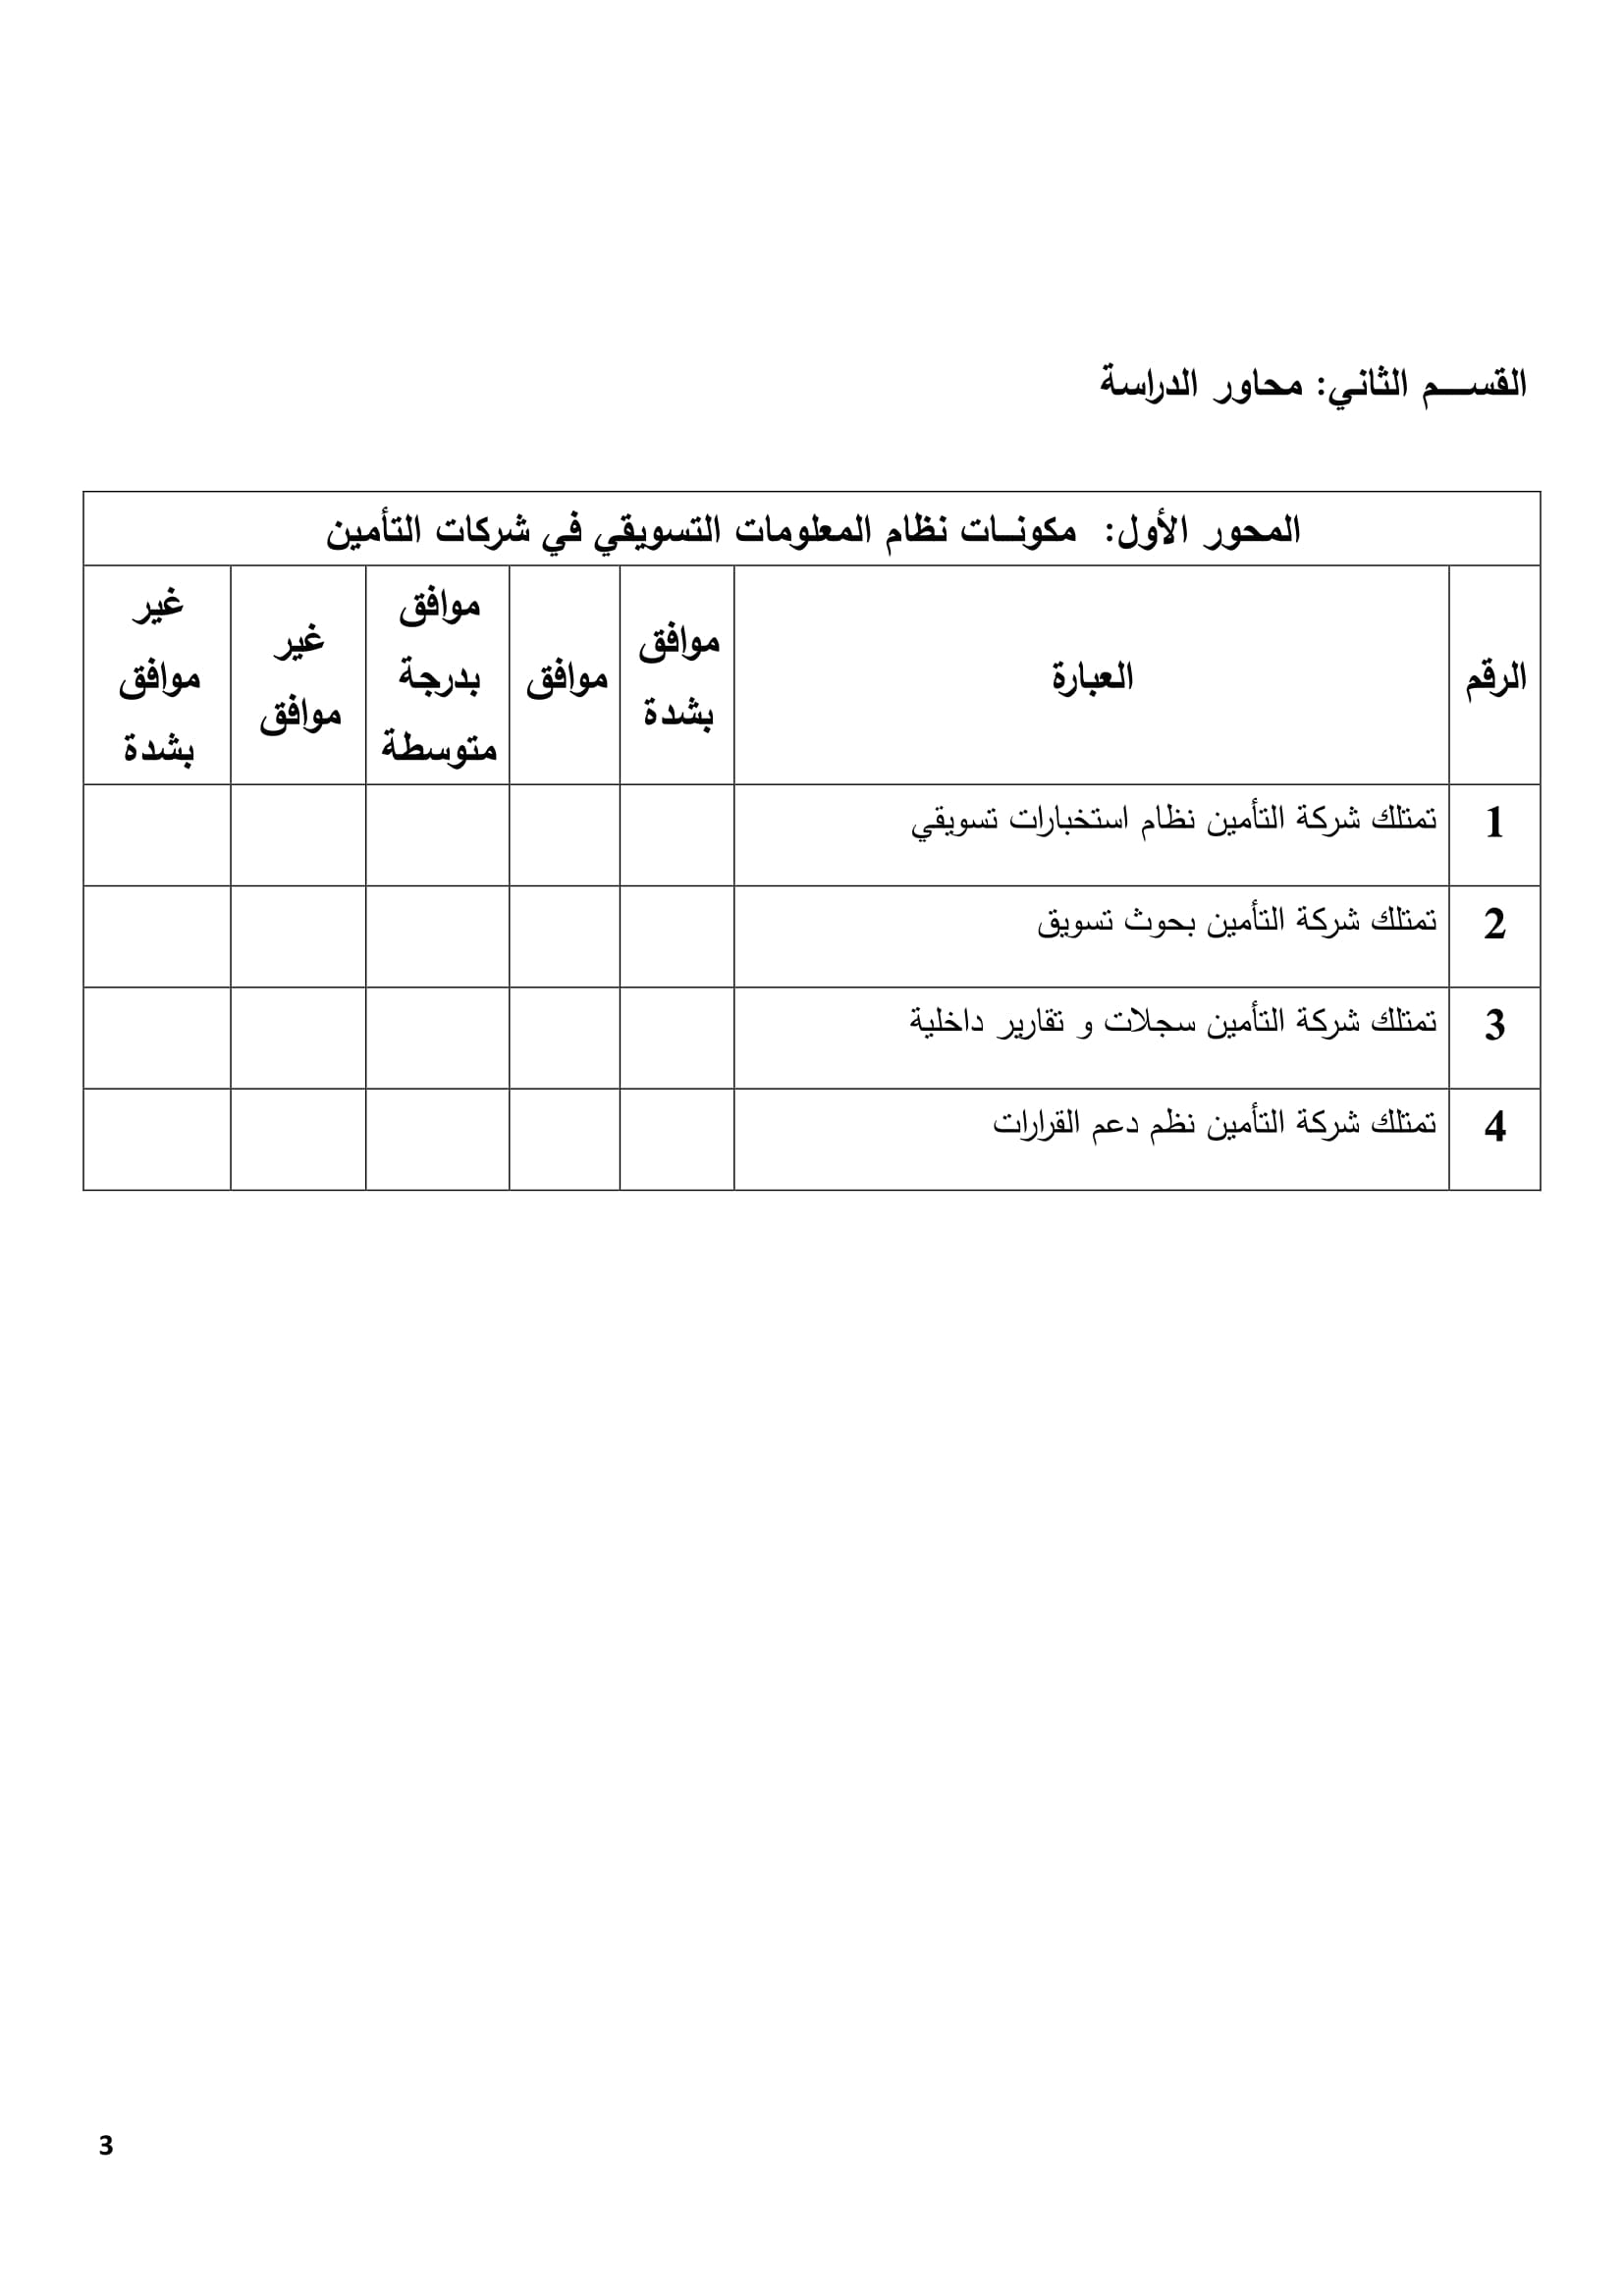 القســـم الثاني: محاور الدراسة
المحور الأول: مكونــات نظام المعلومات التسويقي في شركات التأمين
الرقم
العبارة
موافق
بشدة
موافق
موافق
بدرجة
متوسطة
غير
موافق
غير
موافق
بشدة
1
تمتلك شركة التأمين نظام استخبارات تسويقي
2
تمتلك شركة التأمين بحوث تسويق
3
تمتلك شركة التأمين سجلات و تقارير داخلية
4
تمتلك شركة التأمين نظم دعم القرارات
3